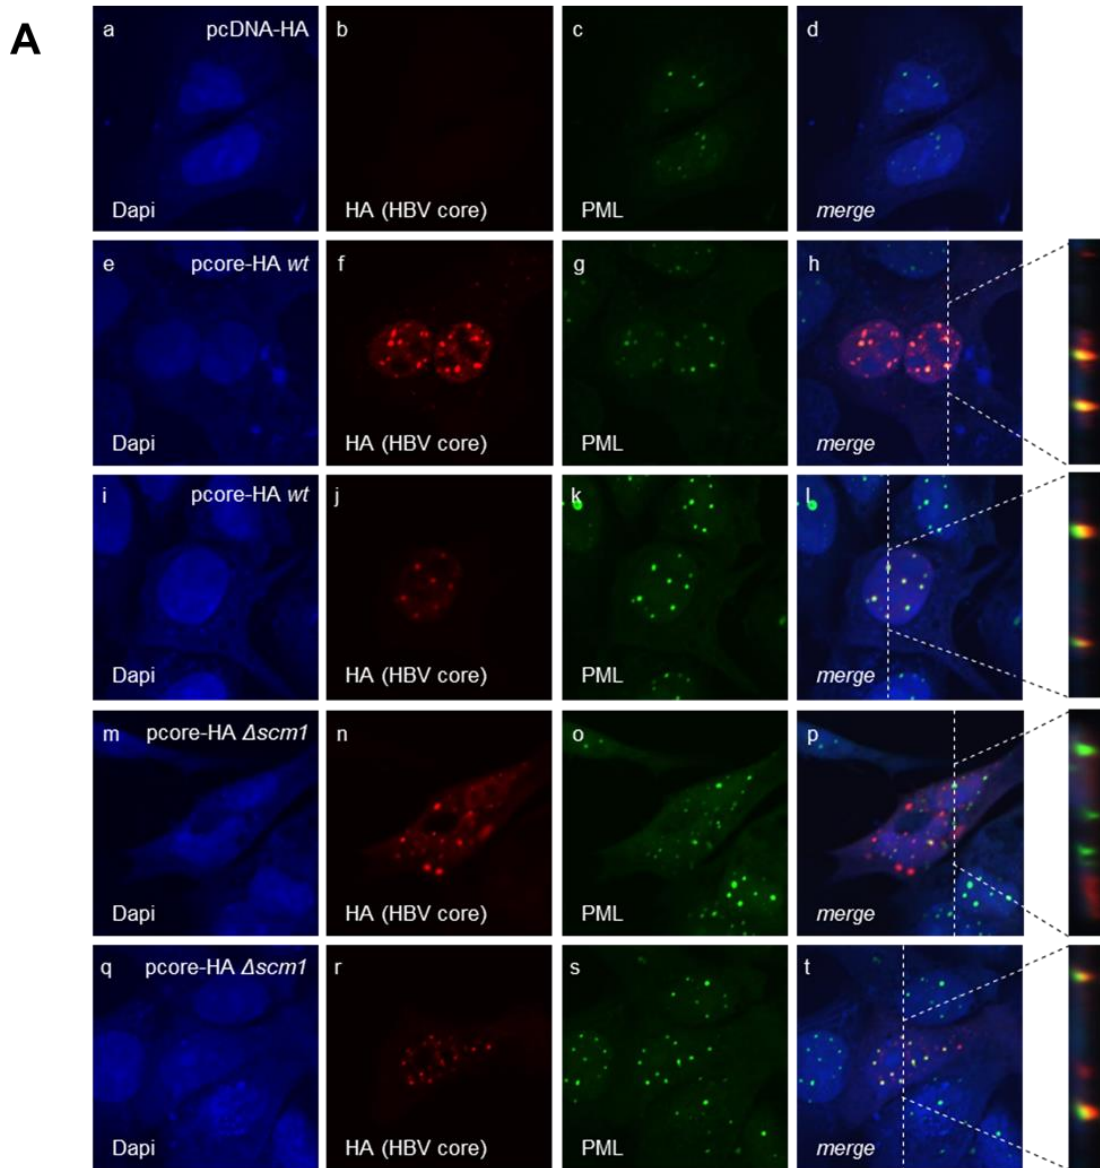 A
a pcDNA-HA b c d
Dapi HA (HBV core) PML merge
e pcore-HA wt f g h
Dapi HA (HBV core) PML merge
i pcore-HA wt j k l
Dapi HA (HBV core) PML merge
m pcore-HA Δscm1 n o p
Dapi HA (HBV core) PML merge
q pcore-HA Δscm1 r s t
Dapi HA (HBV core) PML merge